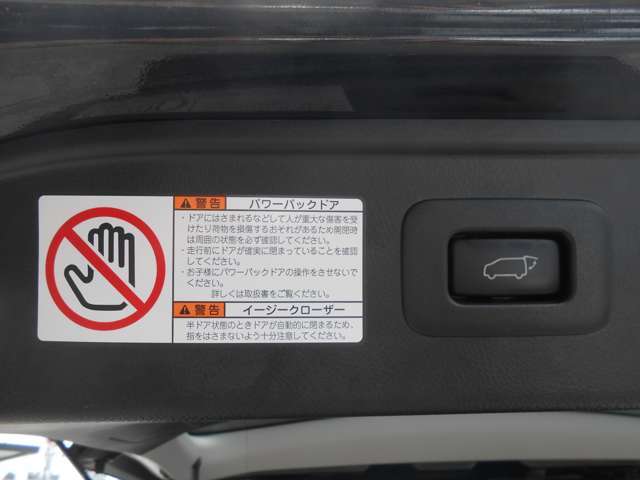 警告 パワーバックドア
・ドアにはさまれるなどして人が重大な傷害を受
けたり荷物を損傷するおそれがあるため開閉時
は周囲の状態を必ず確認してください。
・走行前にドアが確実に閉まっていることを確認
してください。
・お子様にパワーバックドアの操作をさせないで
ください。
詳しくは取扱書をご覧ください。
警告 イージークローザー
半ドア状態のときドアが自動的に閉まるため、
指をはさまないよう十分注意してください。